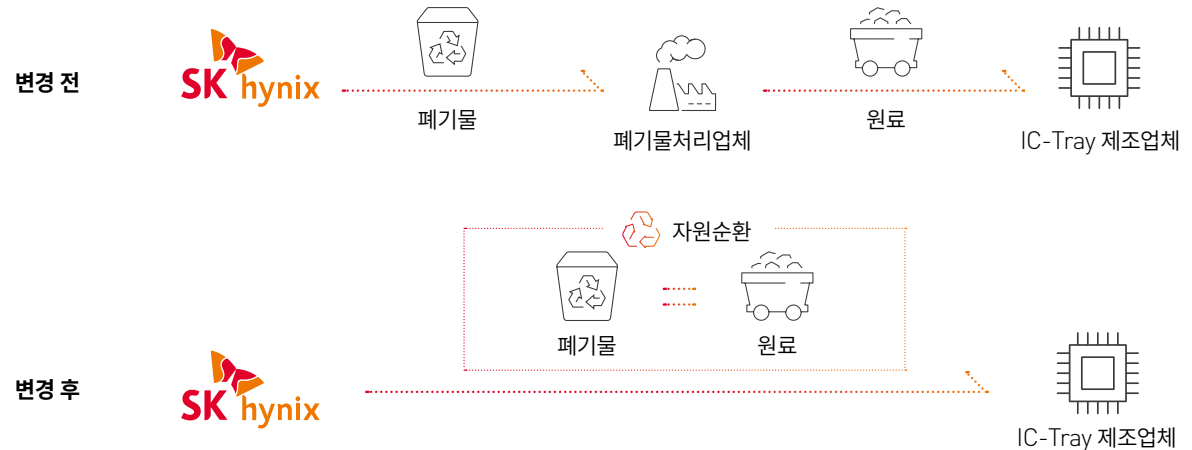 변경 전
SK hynix
폐기물
폐기물처리업체
원료
IC-Tray 제조업체
자원순환
폐기물
원료
변경 후
SK hynix
IC-Tray 제조업체